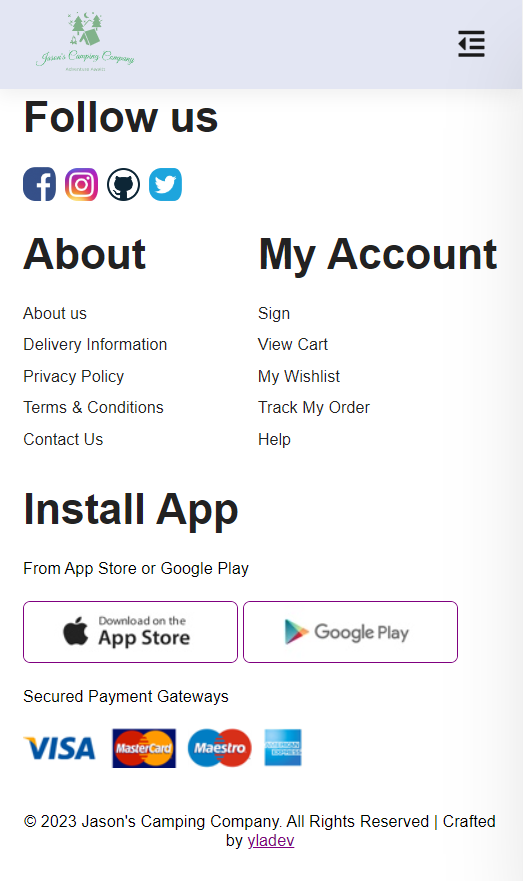 Jason's Camping Company
Follow us
About
About us
Delivery Information
Privacy Policy
Terms & Conditions
Contact Us
My Account
Sign
View Cart
My Wishlist
Track My Order
Help
Install App
From App Store or Google Play
Download on the
App Store
Google Play
Secured Payment Gateways
VISA
MasterCard
Maestro
AMERICAN
EXPRESS
© 2023 Jason's Camping Company. All Rights Reserved | Crafted
by yladev